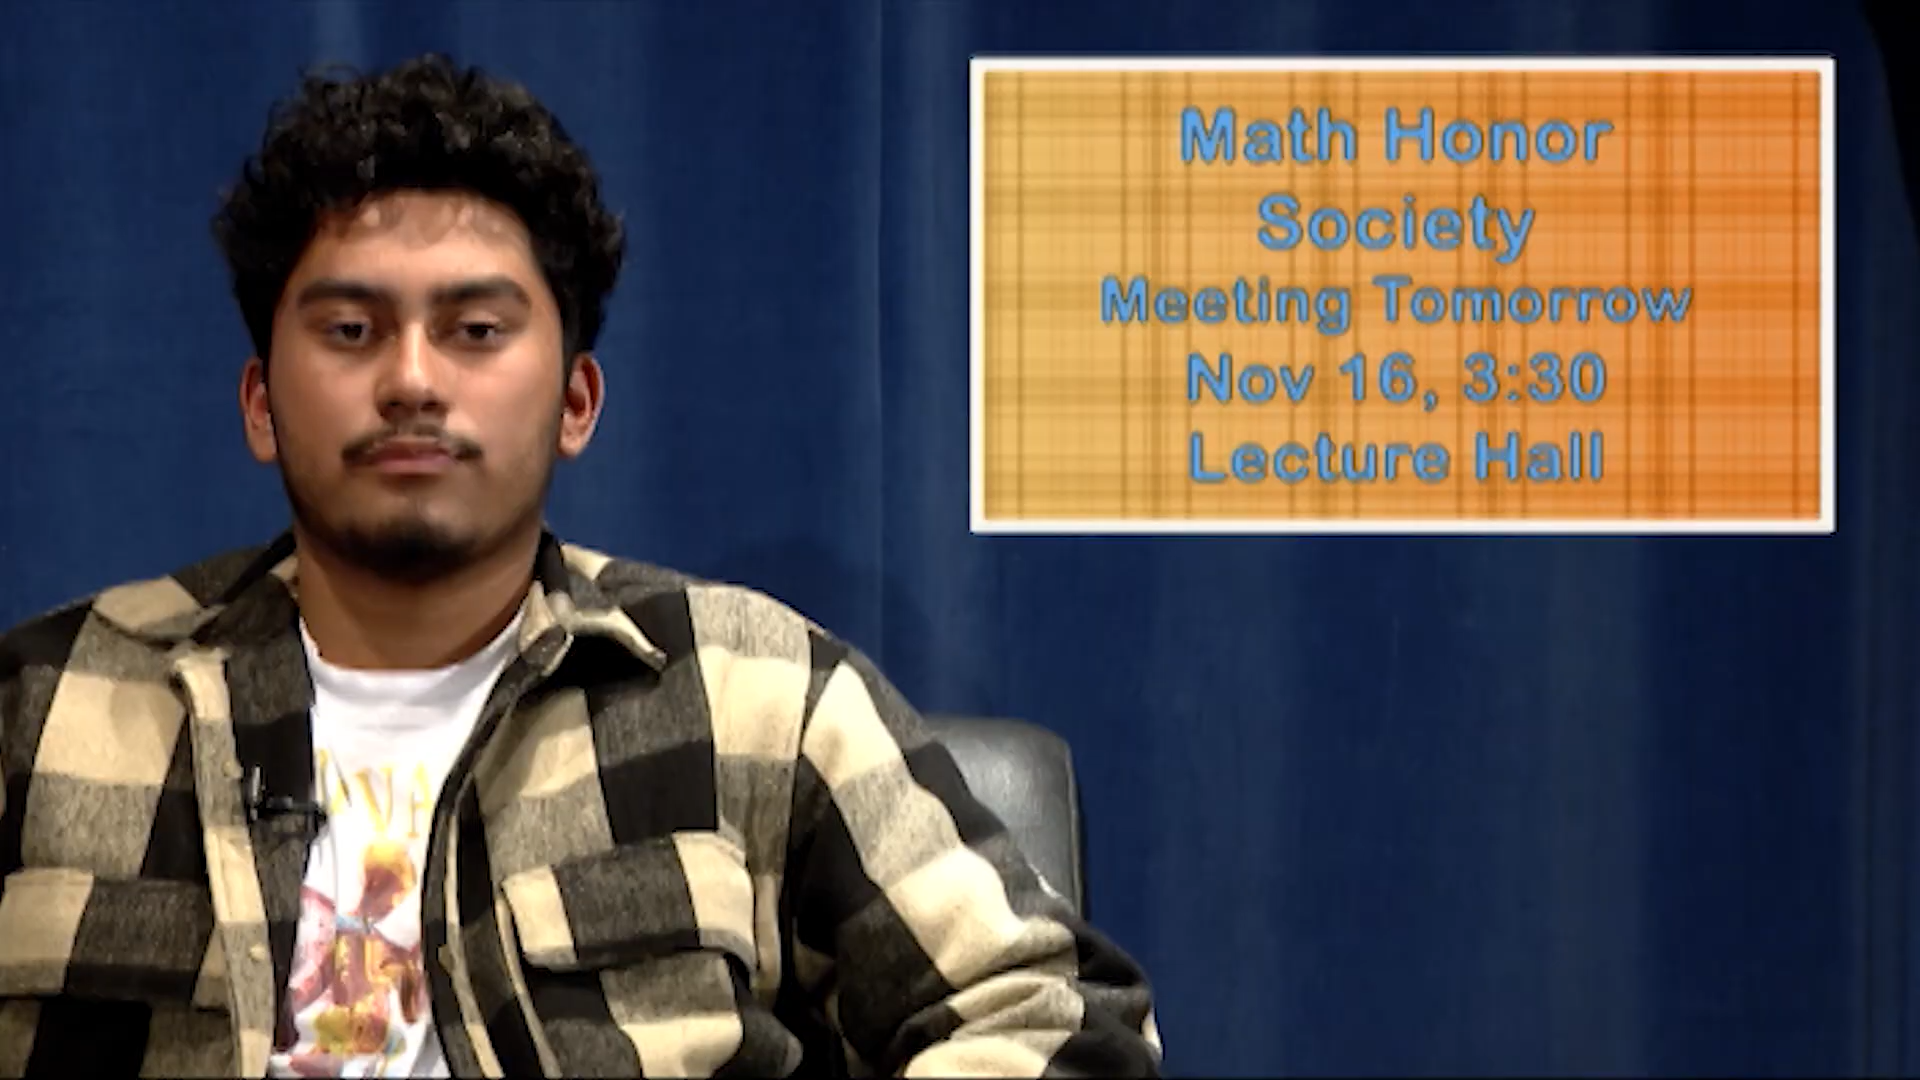 Math Honor
Society
Meeting Tomorrow
Nov 16, 3:30
Lecture Hall